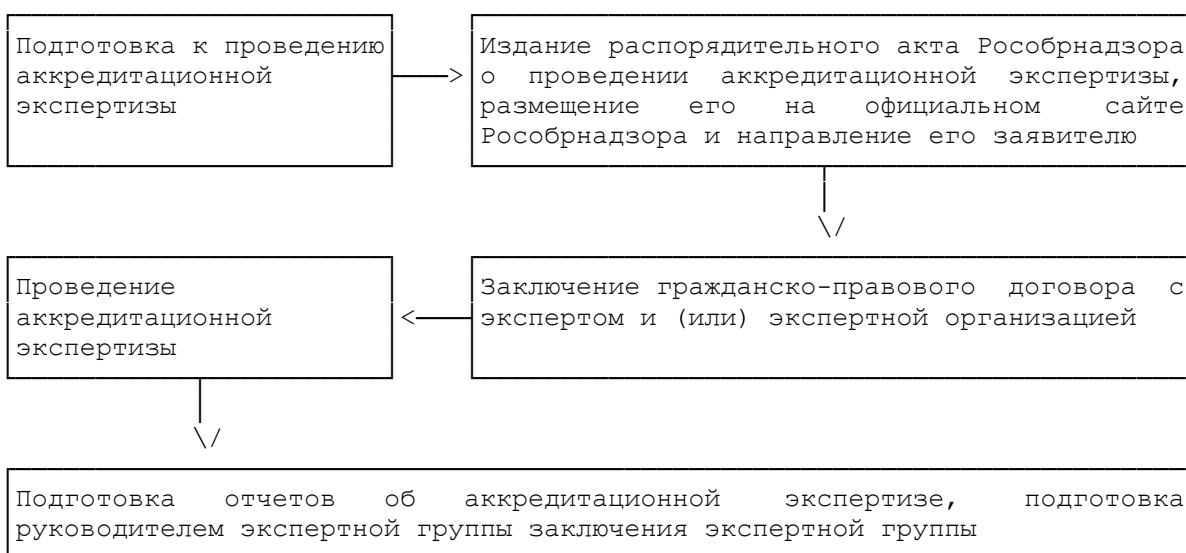 Подготовка к проведению
аккредитационной
экспертизы
Издание распорядительного акта Рособрнадзора
о проведении аккредитационной экспертизы,
размещение его на официальном сайте
Рособрнадзора и направление его заявителю
Проведение
аккредитационной
экспертизы
Заключение гражданско-правового договора с
экспертом и (или) экспертной организацией
Подготовка отчетов об аккредитационной экспертизе, подготовка
руководителем экспертной группы заключения экспертной группы